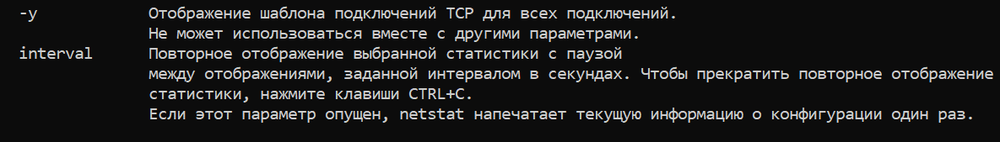 -y Отображение шаблона подключений TCP для всех подключений.
Не может использоваться вместе с другими параметрами.
interval Повторное отображение выбранной статистики с паузой
между отображениями, заданной интервалом в секундах. Чтобы прекратить повторное отображение
статистики, нажмите клавиши CTRL+C.
Если этот параметр опущен, netstat напечатает текущую информацию о конфигурации один раз.